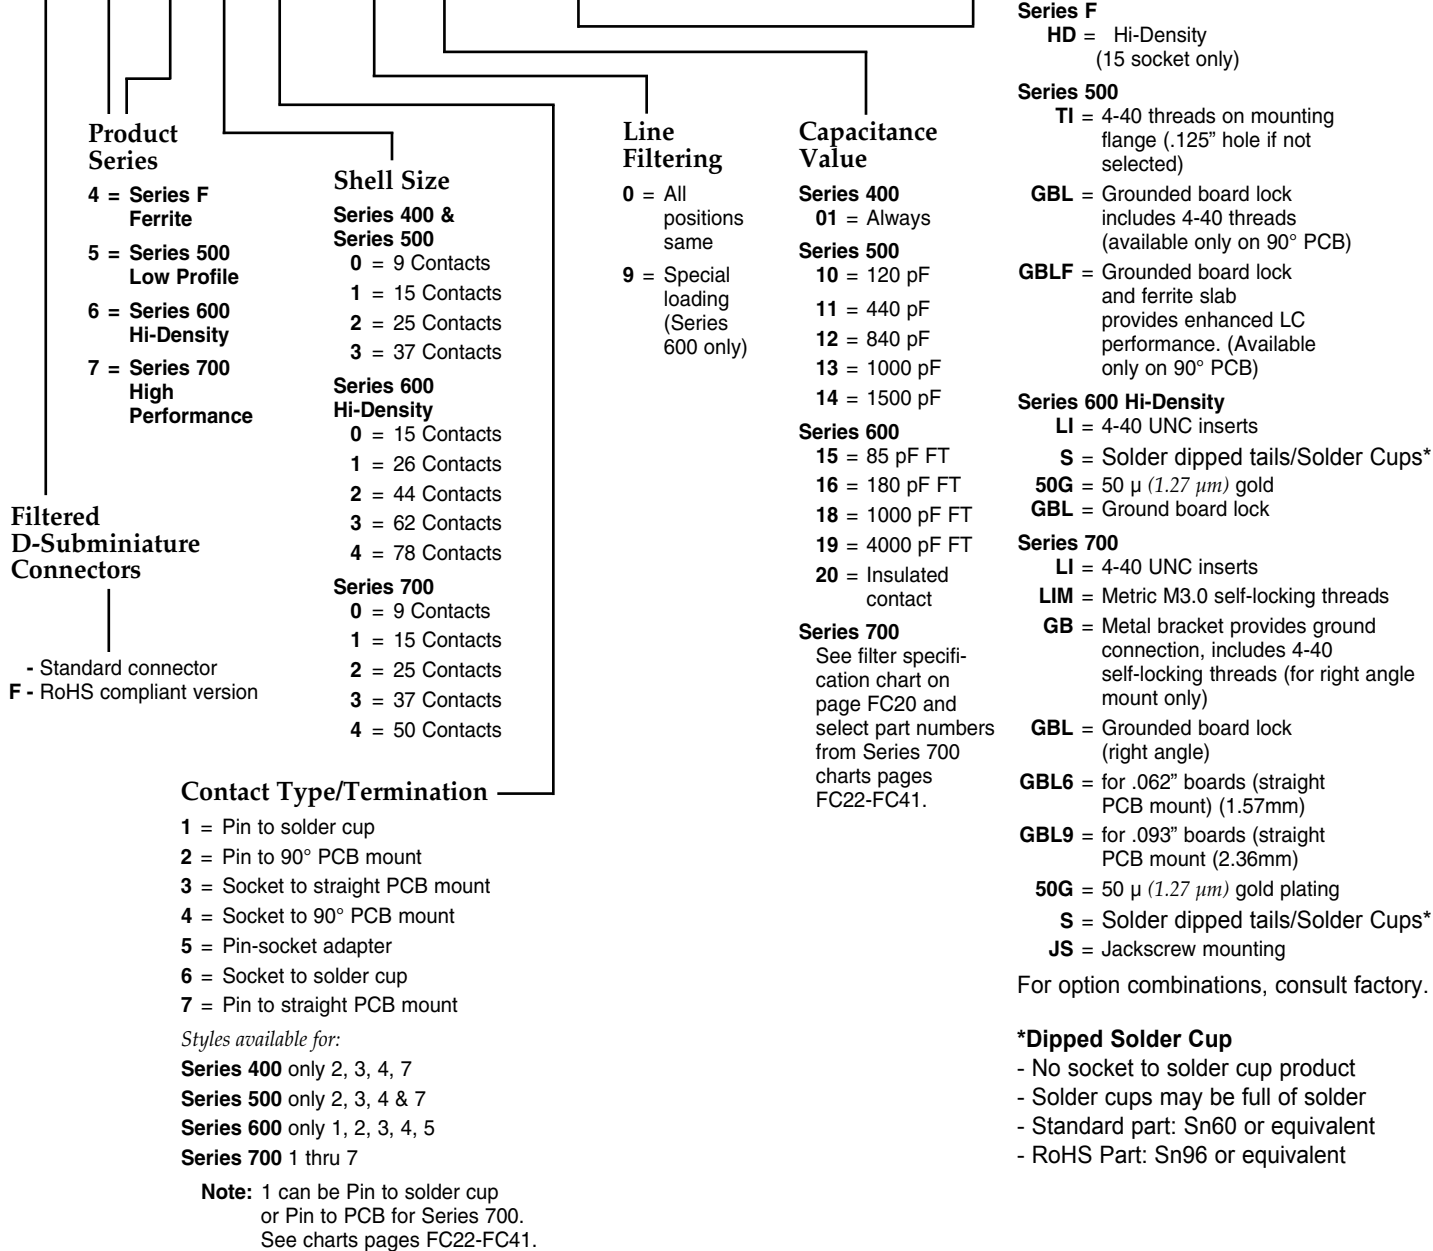 Product
Series
4 = Series F
Ferrite
5 = Series 500
Low Profile
6 = Series 600
Hi-Density
7 = Series 700
High
Performance
Filtered
D-Subminiature
Connectors
- Standard connector
F - RoHS compliant version
Shell Size
Series 400 &
Series 500
0 = 9 Contacts
1 = 15 Contacts
2 = 25 Contacts
3 = 37 Contacts
Series 600
Hi-Density
0 = 15 Contacts
1 = 26 Contacts
2 = 44 Contacts
3 = 62 Contacts
4 = 78 Contacts
Series 700
0 = 9 Contacts
1 = 15 Contacts
2 = 25 Contacts
3 = 37 Contacts
4 = 50 Contacts
Contact Type/Termination
1 = Pin to solder cup
2 = Pin to 90° PCB mount
3 = Socket to straight PCB mount
4 = Socket to 90° PCB mount
5 = Pin-socket adapter
6 = Socket to solder cup
7 = Pin to straight PCB mount
Styles available for:
Series 400 only 2, 3, 4, 7
Series 500 only 2, 3, 4 & 7
Series 600 only 1, 2, 3, 4, 5
Series 700 1 thru 7
Note: 1 can be Pin to solder cup
or Pin to PCB for Series 700.
See charts pages FC22-FC41.
Line
Filtering
0 = All
positions
same
9 = Special
loading
(Series
600 only)
Capacitance
Value
Series 400
01 = Always
Series 500
10 = 120 pF
11 = 440 pF
12 = 840 pF
13 = 1000 pF
14 = 1500 pF
Series 600
15 = 85 pF FT
16 = 180 pF FT
18 = 1000 pF FT
19 = 4000 pF FT
20 = Insulated
contact
Series 700
See filter specifi-
cation chart on
page FC20 and
select part numbers
from Series 700
charts pages
FC22-FC41.
Series F
HD = Hi-Density
(15 socket only)
Series 500
TI = 4-40 threads on mounting
flange (.125” hole if not
selected)
GBL = Grounded board lock
includes 4-40 threads
(available only on 90° PCB)
GBLF = Grounded board lock
and ferrite slab
provides enhanced LC
performance. (Available
only on 90° PCB)
Series 600 Hi-Density
LI = 4-40 UNC inserts
S = Solder dipped tails/Solder Cups*
50G = 50 µ (1.27 µm) gold
GBL = Ground board lock
Series 700
LI = 4-40 UNC inserts
LIM = Metric M3.0 self-locking threads
GB = Metal bracket provides ground
connection, includes 4-40
self-locking threads (for right angle
mount only)
GBL = Grounded board lock
(right angle)
GBL6 = for .062” boards (straight
PCB mount) (1.57mm)
GBL9 = for .093” boards (straight
PCB mount (2.36mm)
50G = 50 µ (1.27 µm) gold plating
S = Solder dipped tails/Solder Cups*
JS = Jackscrew mounting
For option combinations, consult factory.
*Dipped Solder Cup
- No socket to solder cup product
- Solder cups may be full of solder
- Standard part: Sn60 or equivalent
- RoHS Part: Sn96 or equivalent